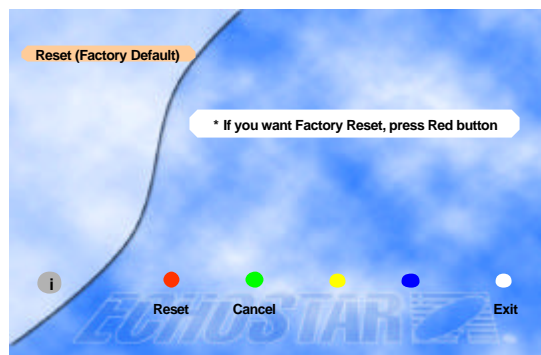 Reset (Factory Default)
* If you want Factory Reset, press Red button
i
Reset Cancel Exit
ECHOSTAR